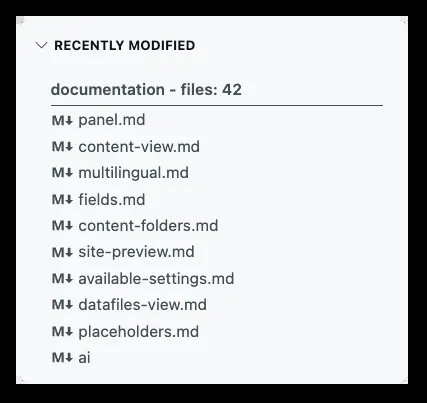 RECENTLY MODIFIED
documentation - files: 42
M↓ panel.md
M↓ content-view.md
M↓ multilingual.md
M↓ fields.md
M↓ content-folders.md
M↓ site-preview.md
M↓ available-settings.md
M↓ datafiles-view.md
M↓ placeholders.md
M↓ ai